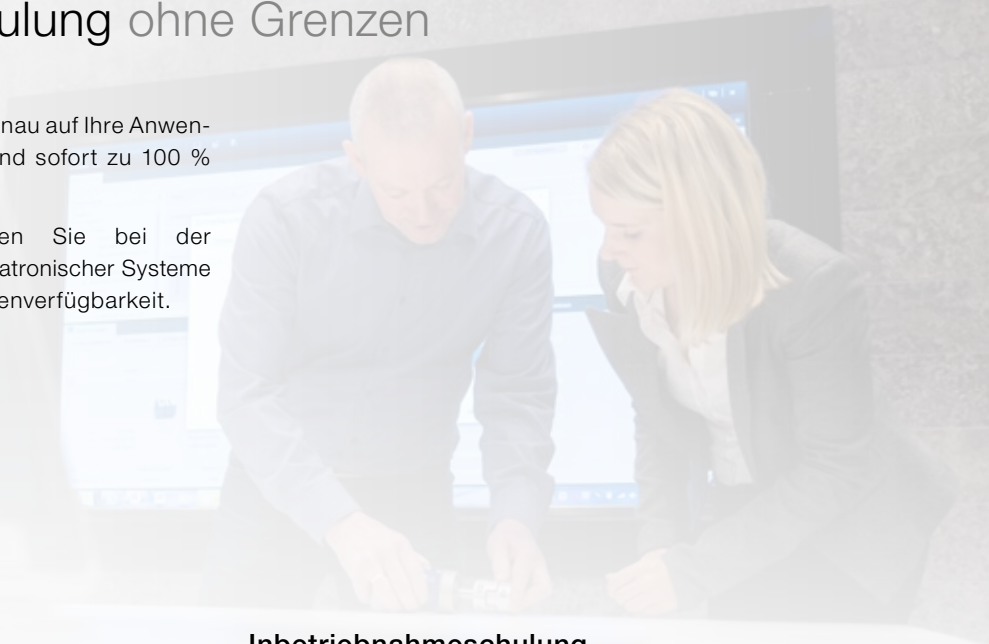 ulung ohne Grenzen
nau auf Ihre Anwen-
nd sofort zu 100 %
en Sie bei der
atronischer Systeme
enverfügbarkeit.
Inbetriebnahmeschulung